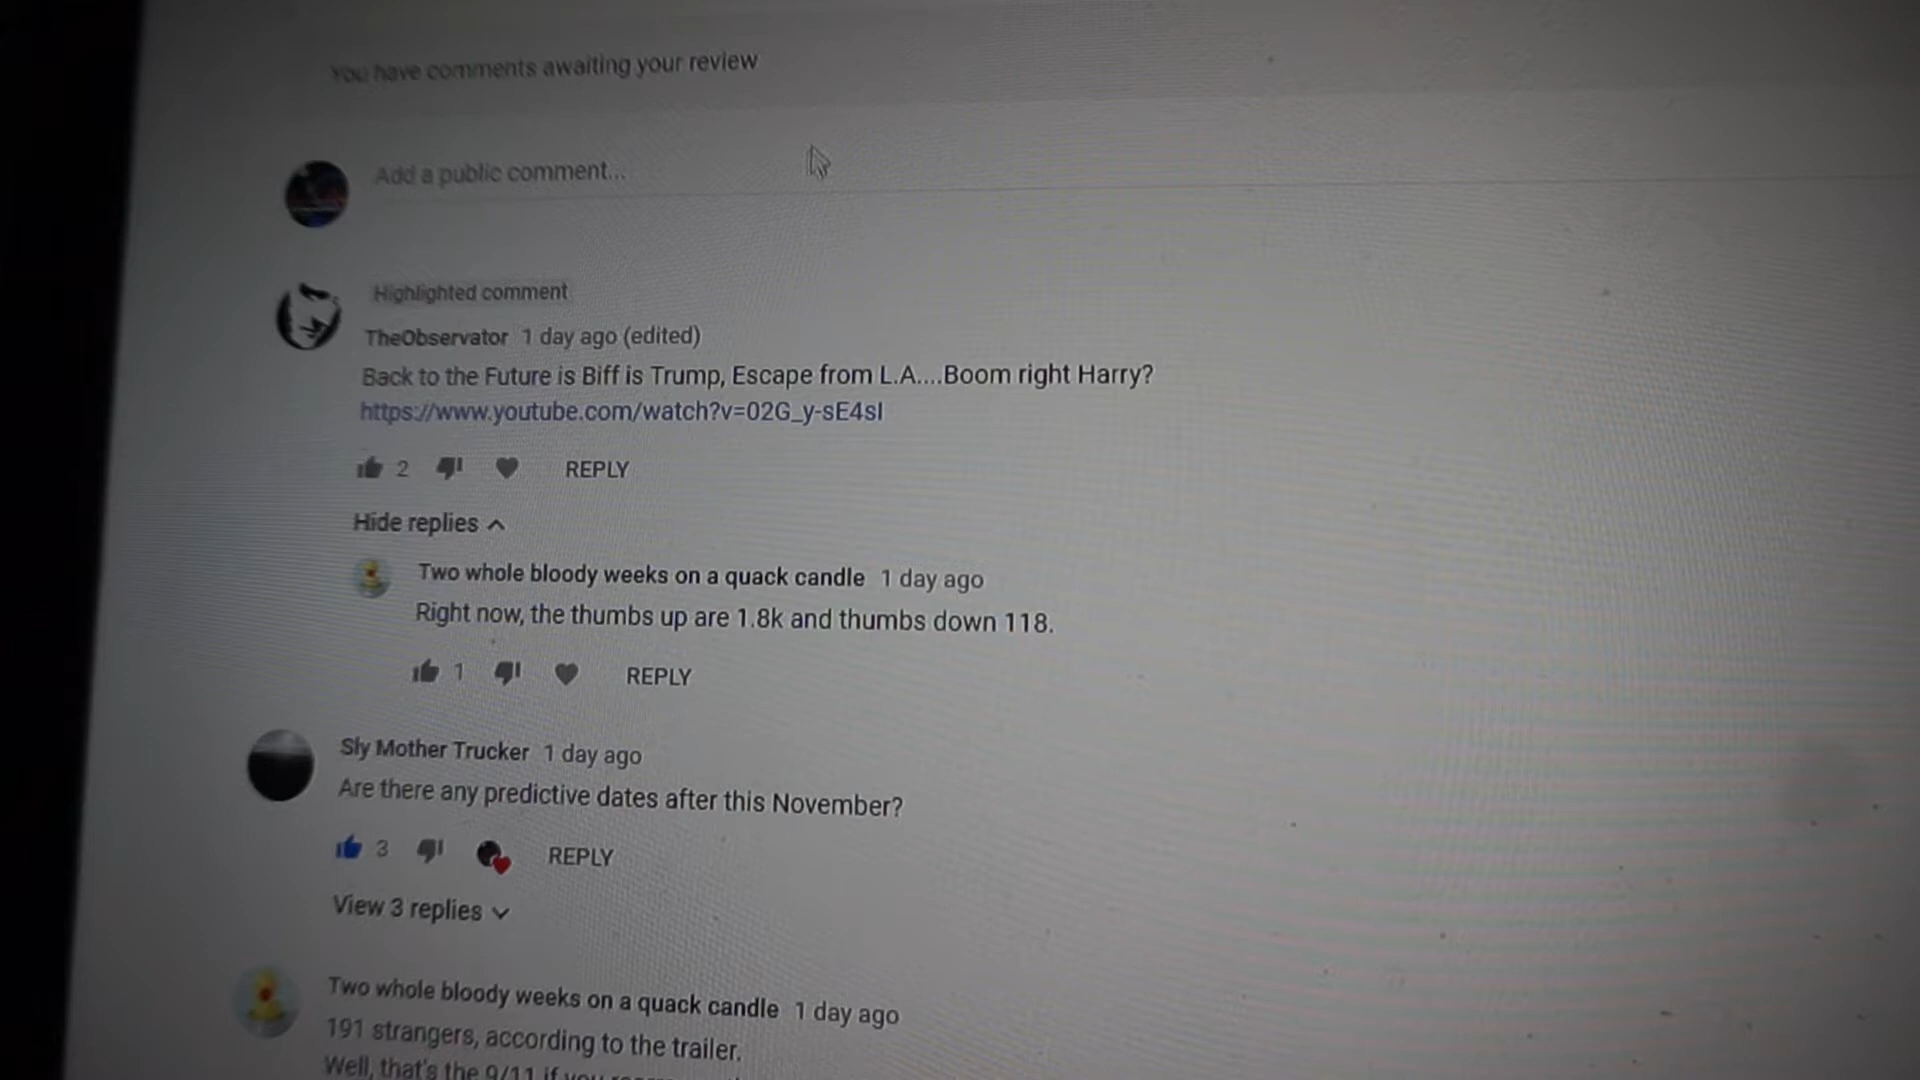 You have comments awaiting your review
Add a public comment...
Highlighted comment
TheObservator 1 day ago (edited)
Back to the Future is Biff is Trump, Escape from L.A....Boom right Harry?
https://www.youtube.com/watch?v=02G_y-sE4sI
2 REPLY
Hide replies
Two whole bloody weeks on a quack candle 1 day ago
Right now, the thumbs up are 1.8k and thumbs down 118.
1 REPLY
Sly Mother Trucker 1 day ago
Are there any predictive dates after this November?
3 REPLY
View 3 replies
Two whole bloody weeks on a quack candle 1 day ago
191 strangers, according to the trailer.
Well, that's the 9/11 if you